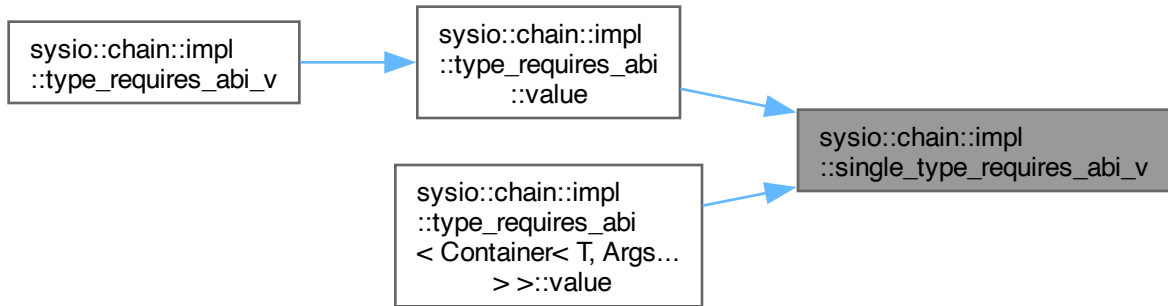 sysio::chain::impl
::type_requires_abi_v
sysio::chain::impl
::type_requires_abi
::value
sysio::chain::impl
::single_type_requires_abi_v
sysio::chain::impl
::type_requires_abi
< Container< T, Args...
> >::value